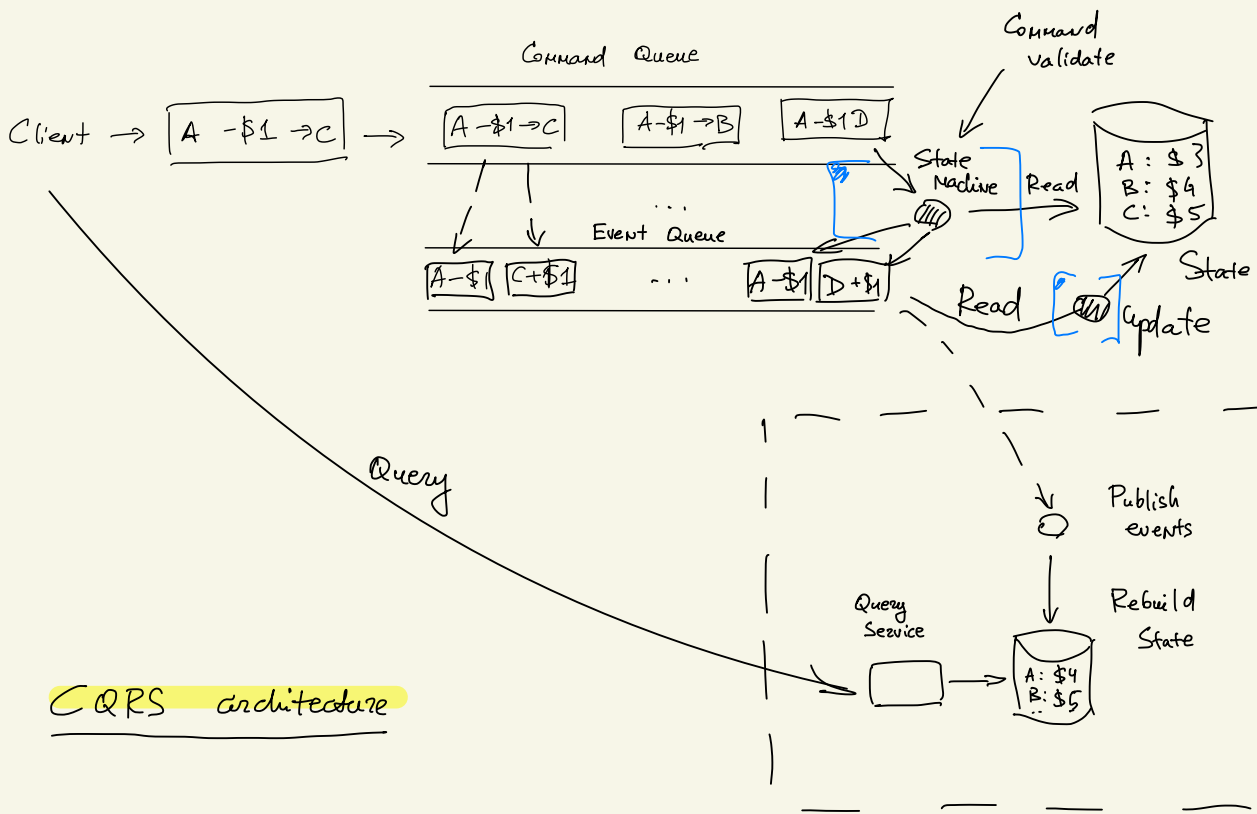 Command Queue
Command
validate
Client → A -$1 → C →
A -$1 → C
A-$1 → B
A-$1 D
State
Machine
Read
A : $3
B: $4
C: $5
State
...
Event Queue
A-$1
C+$1
...
A-$1
D+$1
Read
update
Query
Publish
events
Rebuild
State
Query
Service
A: $4
B: $5
..
CQRS architecture